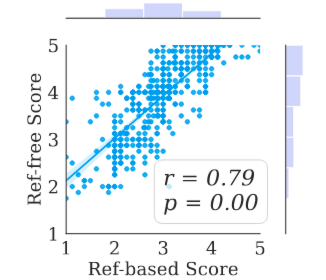 5
4
3
2
1
Ref-free Score
r = 0.79
p = 0.00
1 2 3 4 5
Ref-based Score